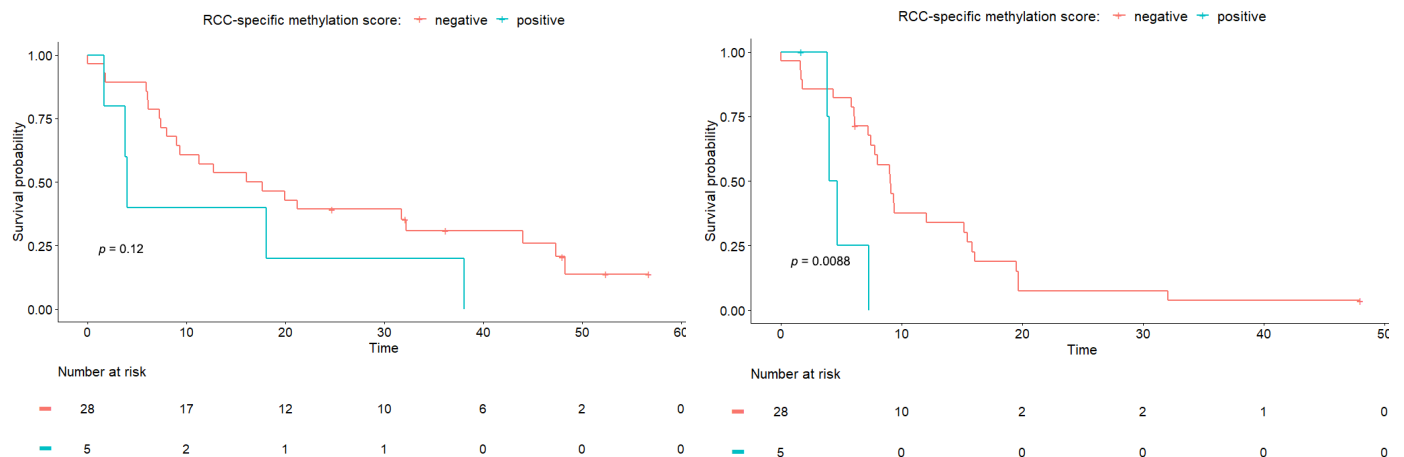 RCC-specific methylation score: negative positive
1.00
0.75
0.50
0.25
0.00
Survival probability
p = 0.12
0 10 20 30 40 50 60
Time
Number at risk
28 17 12 10 6 2 0
5 2 1 1 0 0 0
RCC-specific methylation score: negative positive
1.00
0.75
0.50
0.25
0.00
Survival probability
p = 0.0088
0 10 20 30 40 50
Time
Number at risk
28 10 2 2 1 0
5 0 0 0 0 0